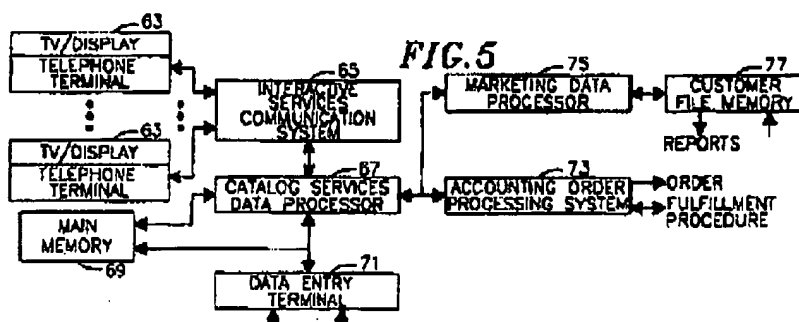 FIG.5
63
TV/DISPLAY
TELEPHONE
TERMINAL
63
TV/DISPLAY
TELEPHONE
TERMINAL
65
INTERACTIVE
SERVICES
COMMUNICATION
SYSTEM
67
CATALOG SERVICES
DATA PROCESSOR
MAIN
MEMORY
69
71
DATA ENTRY
TERMINAL
75
MARKETING DATA
PROCESSOR
77
CUSTOMER
FILE MEMORY
REPORTS
73
ACCOUNTING ORDER
PROCESSING SYSTEM
ORDER
FULFILLMENT
PROCEDURE